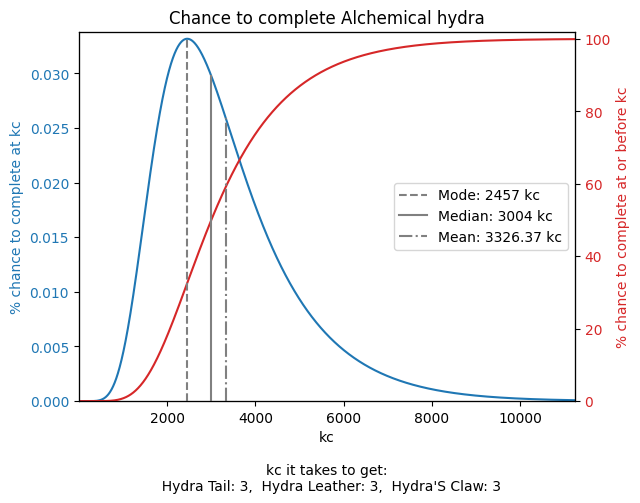 Chance to complete Alchemical hydra
% chance to complete at kc
0.030
0.025
0.020
0.015
0.010
0.005
0.000
2000 4000 6000 8000 10000
kc
100
80
60
40
20
0
% chance to complete at or before kc
Mode: 2457 kc
Median: 3004 kc
Mean: 3326.37 kc
kc it takes to get:
Hydra Tail: 3, Hydra Leather: 3, Hydra'S Claw: 3